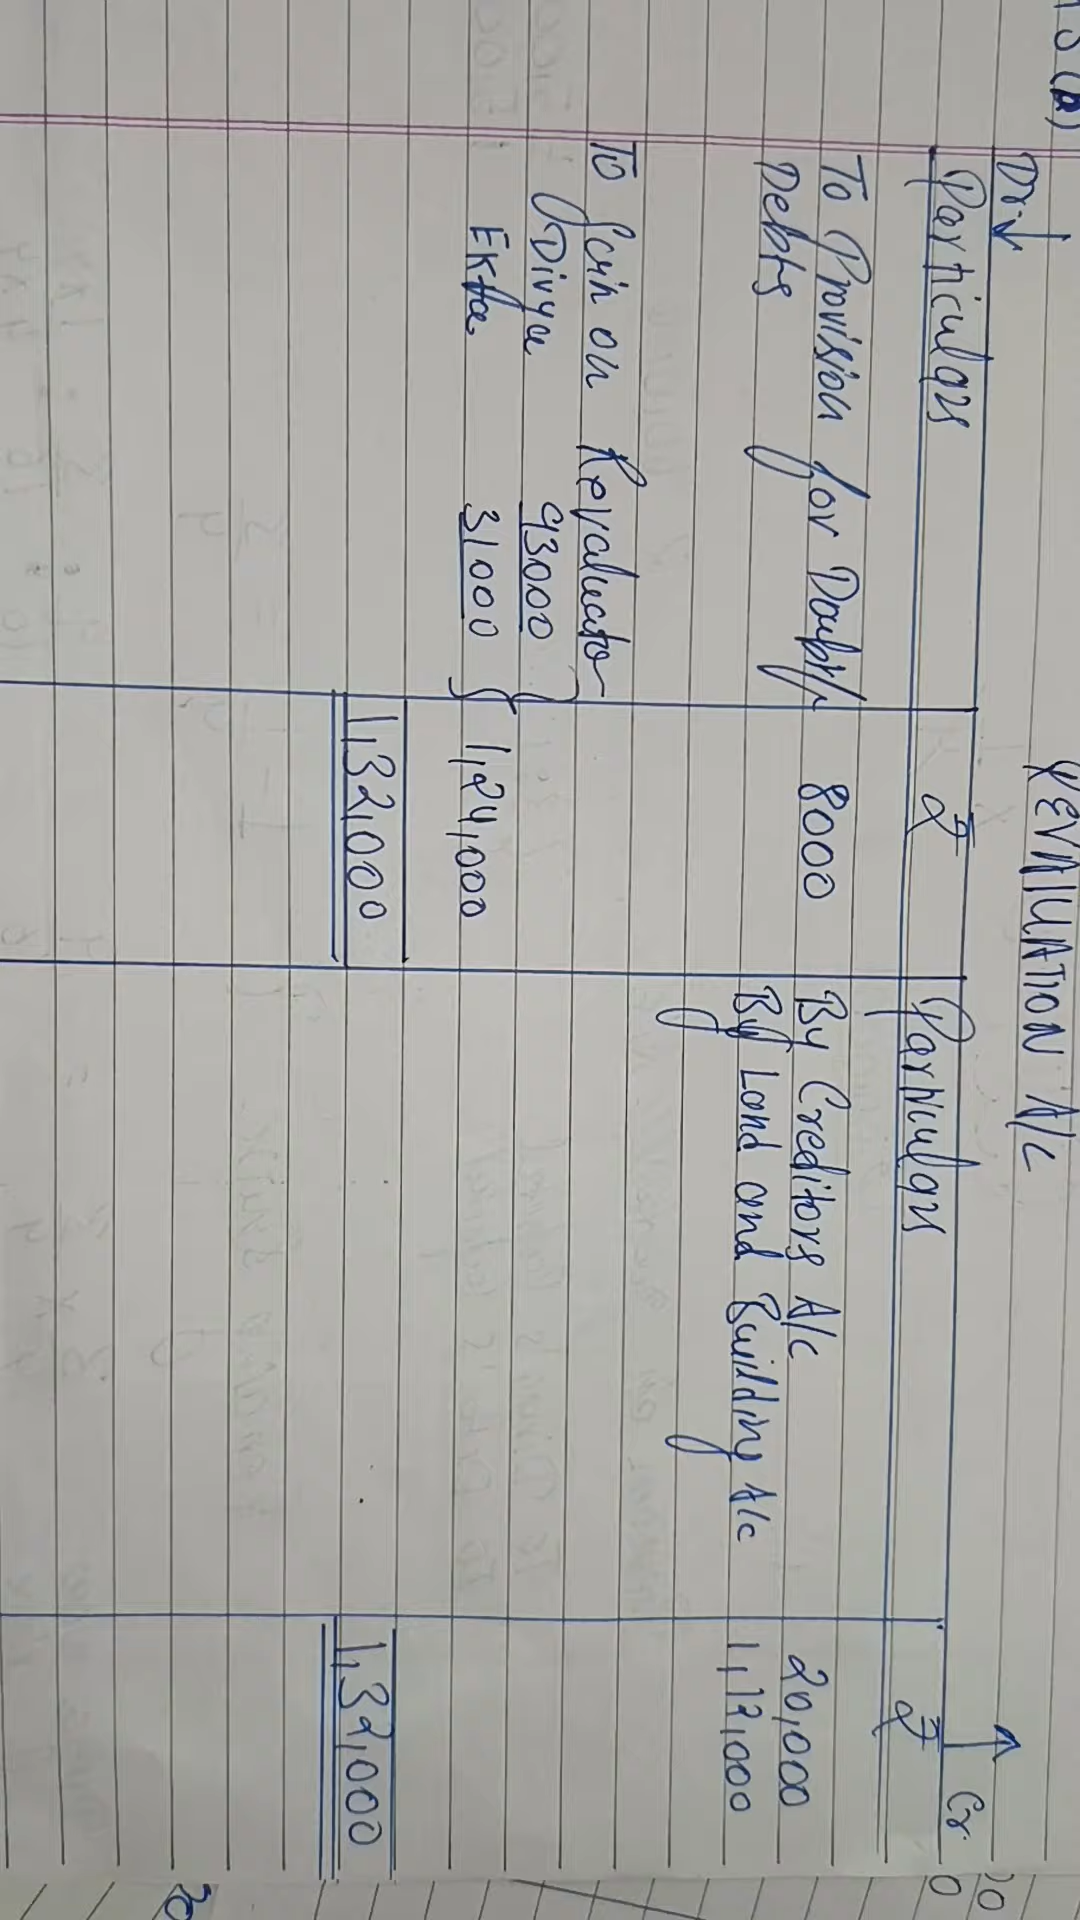 REVALUATION A/c
Dr. Cr.
Particulars ₹ Particulars ₹
To Provision for Doubtful 8000 By Creditors A/c 20,000
Debts By Land and Building A/c 1,12,000
To Gain on Revaluation
Divya 93000
Ekta 31000 1,24,000
1,32,000 1,32,000